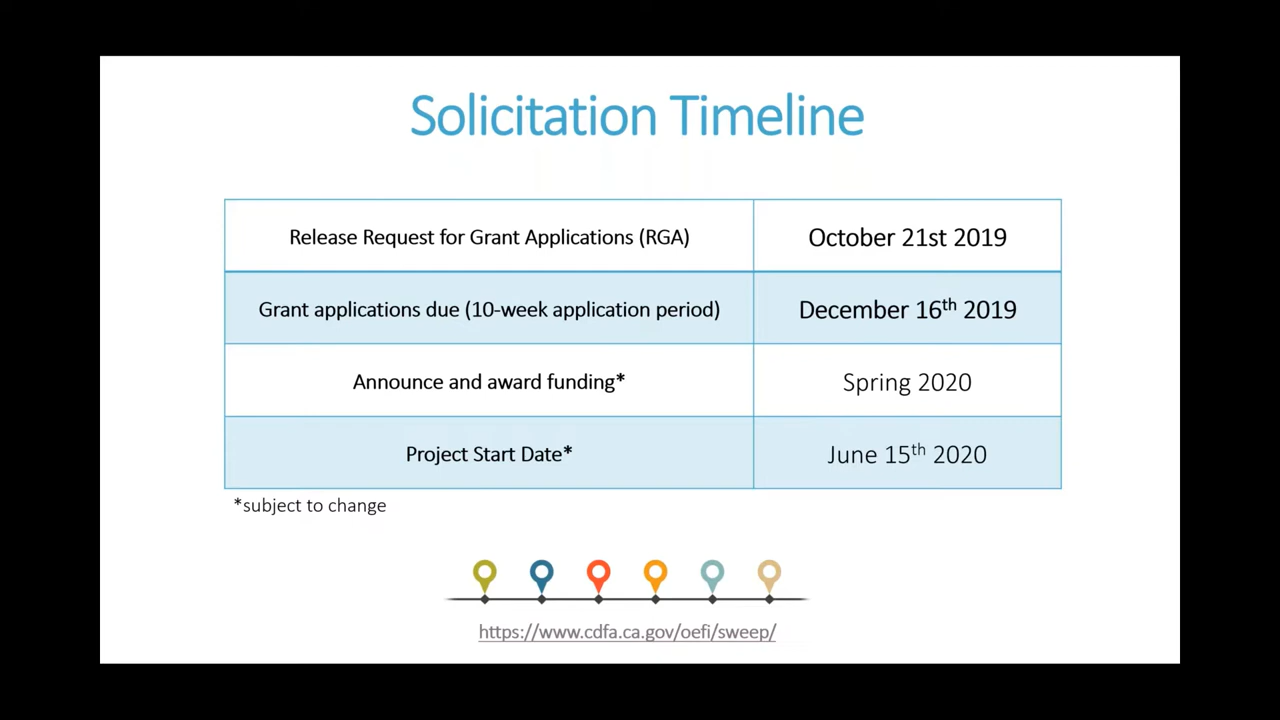 Solicitation Timeline
Release Request for Grant Applications (RGA)
October 21st 2019
Grant applications due (10-week application period)
December 16th 2019
Announce and award funding*
Spring 2020
Project Start Date*
June 15th 2020
*subject to change
https://www.cdfa.ca.gov/oefi/sweep/